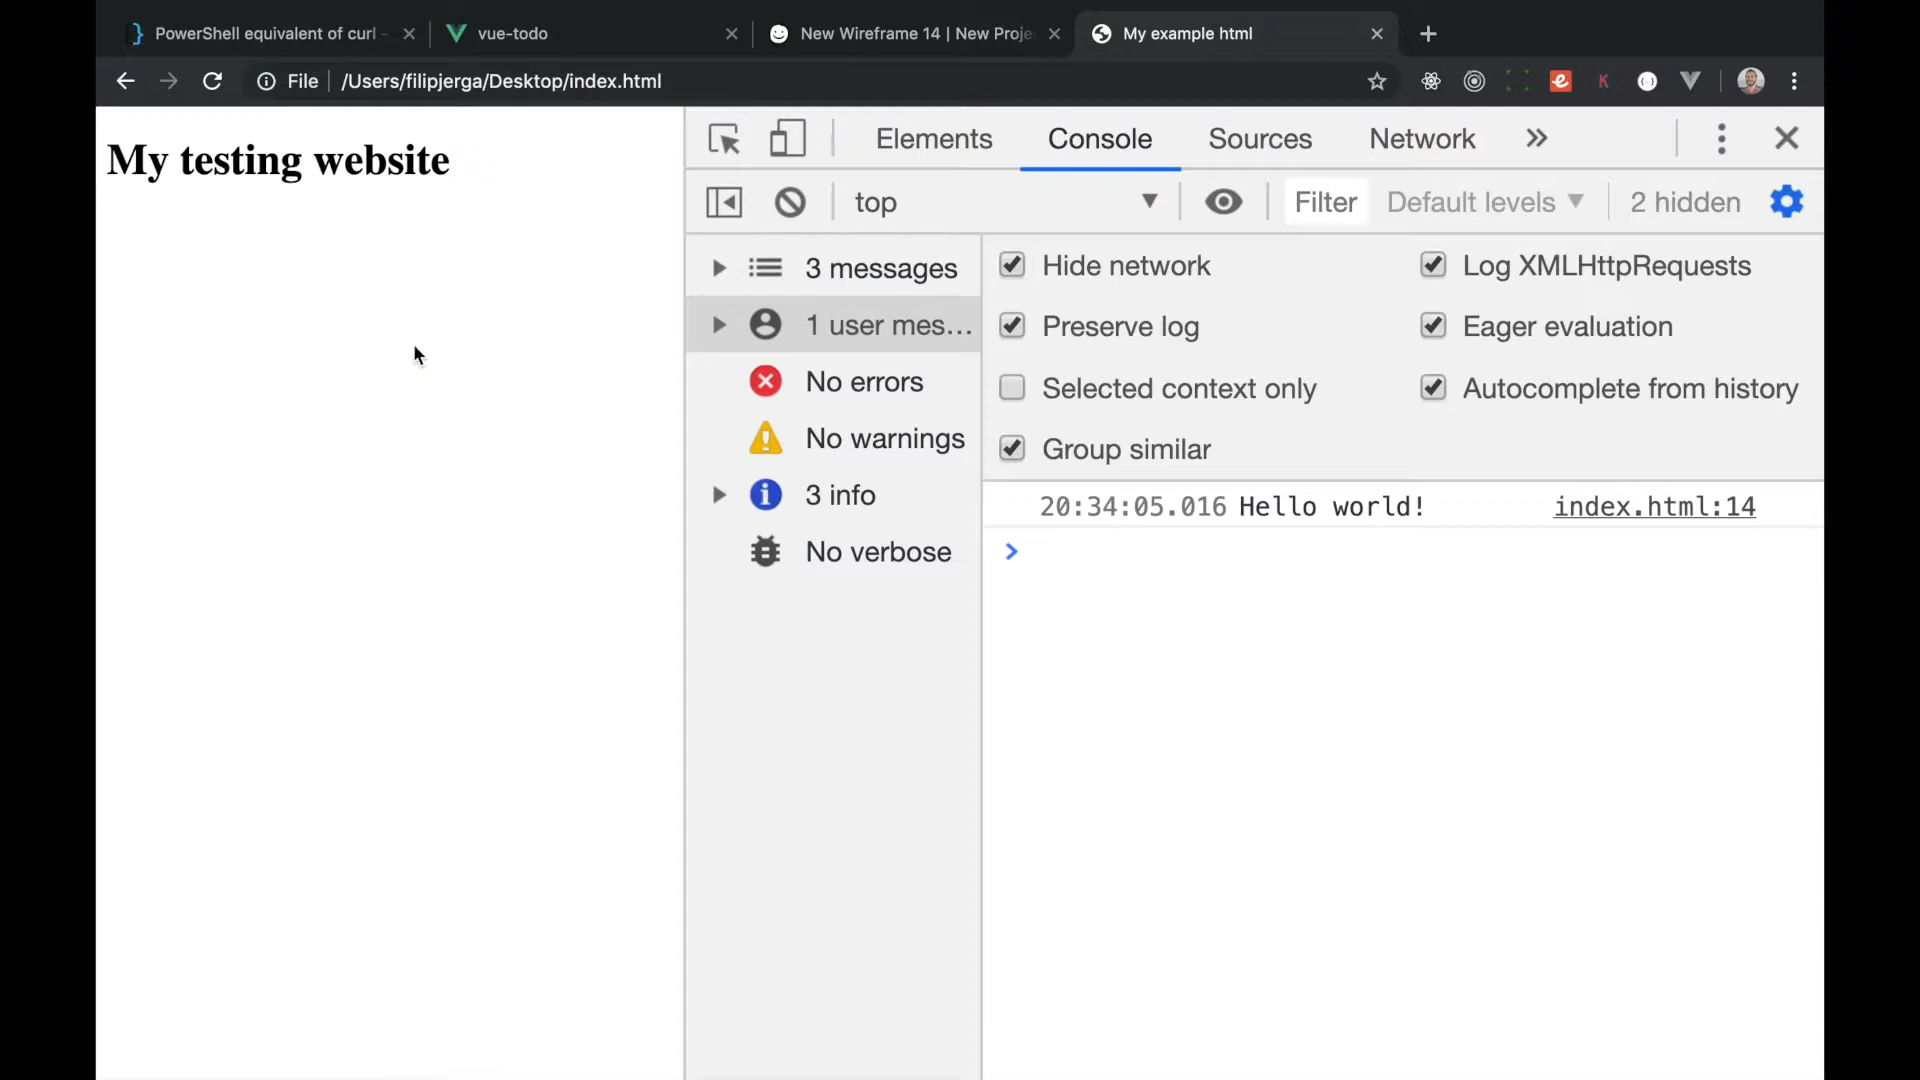 PowerShell equivalent of curl -
vue-todo
New Wireframe 14 | New Proje
My example html
File
/Users/filipjerga/Desktop/index.html
My testing website
Elements
Console
Sources
Network
top
Filter
Default levels
2 hidden
3 messages
1 user mes…
No errors
No warnings
3 info
No verbose
Hide network
Log XMLHttpRequests
Preserve log
Eager evaluation
Selected context only
Autocomplete from history
Group similar
20:34:05.016 Hello world! index.html:14